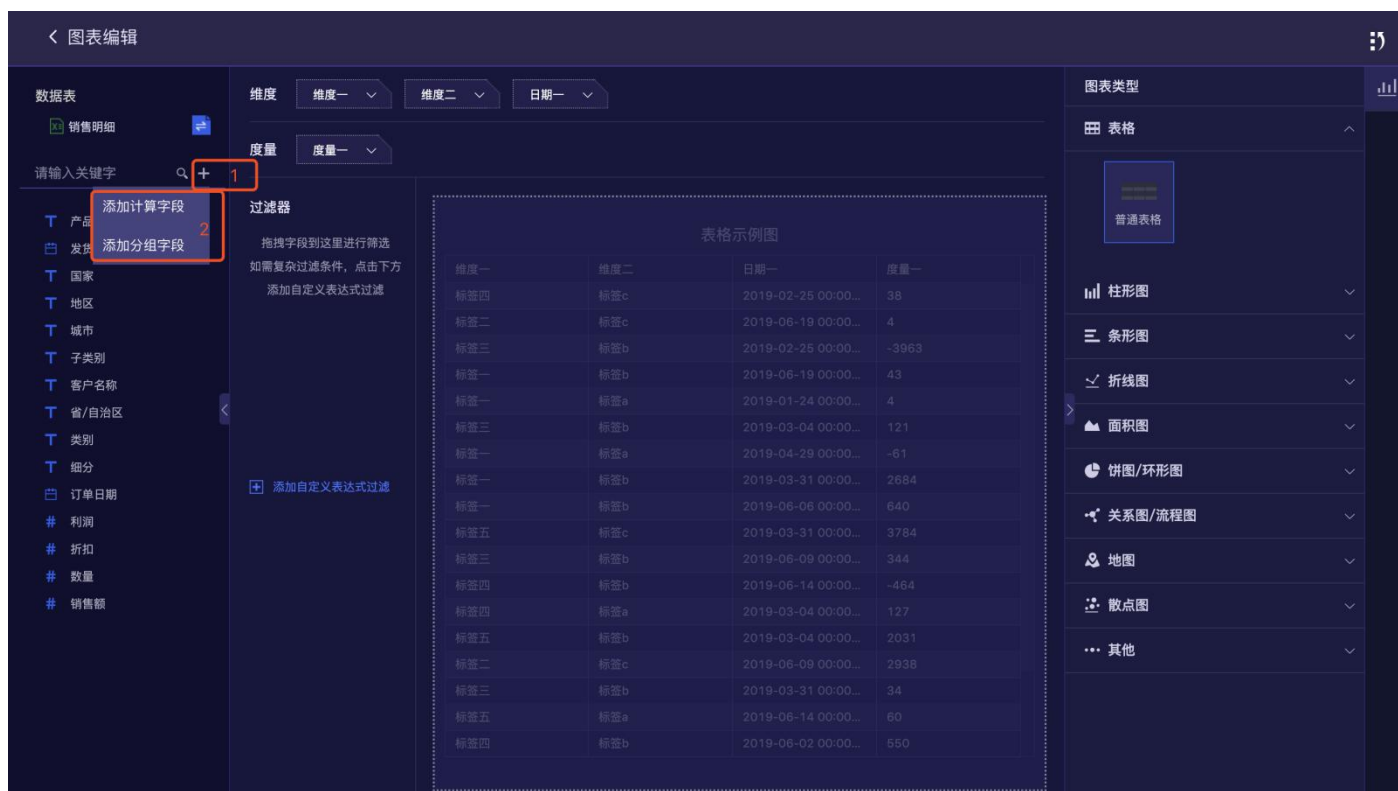 图表编辑
数据表
销售明细
请输入关键字
1
添加计算字段
2
添加分组字段
产品
发货
国家
地区
城市
子类别
客户名称
省/自治区
类别
细分
订单日期
利润
折扣
数量
销售额
维度 维度一 维度二 日期一
度量 度量一
过滤器
拖拽字段到这里进行筛选
如需复杂过滤条件，点击下方
添加自定义表达式过滤
添加自定义表达式过滤
表格示例图
维度一 维度二 日期一 度量一
标签四 标签c 2019-02-25 00:00... 38
标签二 标签c 2019-06-19 00:00... 4
标签三 标签b 2019-02-25 00:00... -3963
标签一 标签b 2019-06-19 00:00... 43
标签一 标签a 2019-01-24 00:00... 4
标签三 标签b 2019-03-04 00:00... 121
标签一 标签a 2019-04-29 00:00... -61
标签一 标签b 2019-03-31 00:00... 2684
标签一 标签b 2019-06-06 00:00... 640
标签五 标签c 2019-03-31 00:00... 3784
标签三 标签b 2019-06-09 00:00... 344
标签四 标签b 2019-06-14 00:00... -464
标签四 标签a 2019-03-04 00:00... 127
标签五 标签b 2019-03-04 00:00... 2031
标签二 标签c 2019-06-09 00:00... 2938
标签三 标签b 2019-03-31 00:00... 34
标签五 标签a 2019-06-14 00:00... 60
标签四 标签b 2019-06-02 00:00... 550
图表类型
表格
普通表格
柱形图
条形图
折线图
面积图
饼图/环形图
关系图/流程图
地图
散点图
其他